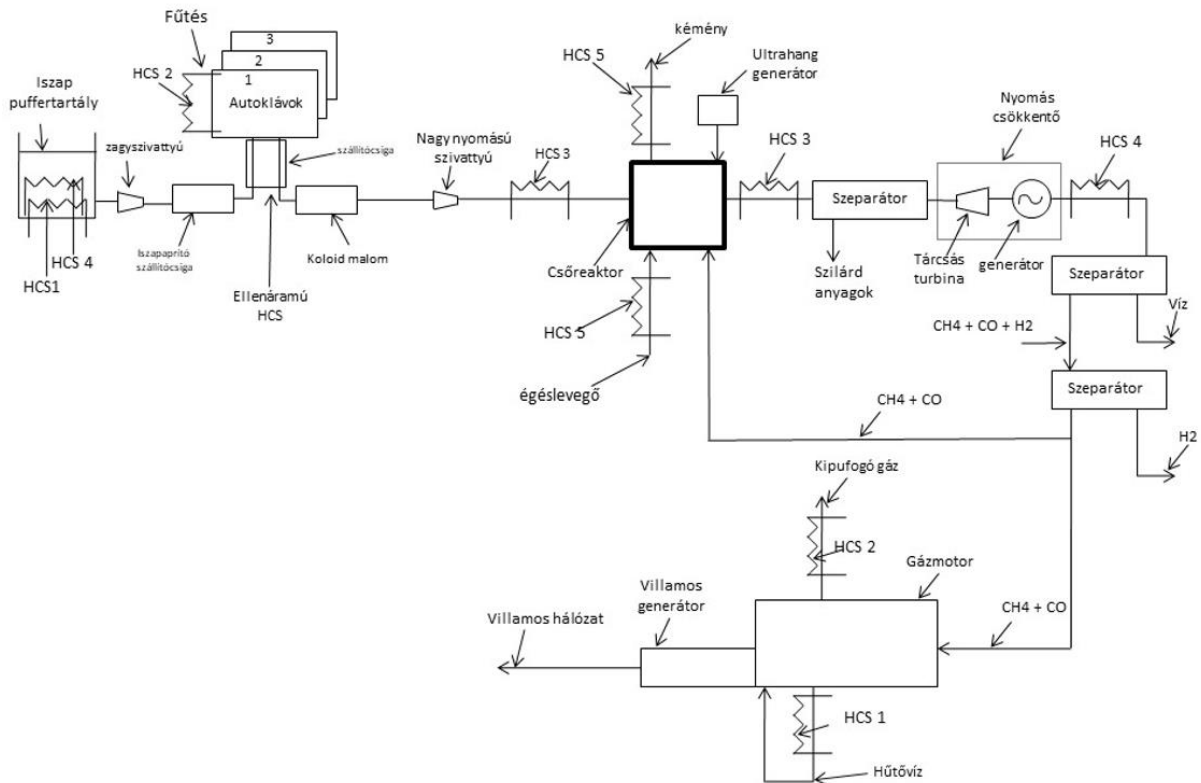 Fűtés
HCS 2
3
2
1
Autoklávok
Iszap
puffertartály
zagyszivattyú
szállítócsiga
HCS1
HCS 4
Iszapaprító
szállítócsiga
Ellenáramú
HCS
Koloid malom
Nagy nyomású
szivattyú
HCS 3
HCS 5
kémény
Ultrahang
generátor
HCS 3
Csőreaktor
HCS 5
égéslevegő
Szeparátor
Szilárd
anyagok
Nyomás
csökkentő
Tárcsás
turbina
generátor
HCS 4
Szeparátor
Víz
CH4 + CO + H2
Szeparátor
CH4 + CO
H2
Kipufogó gáz
HCS 2
Gázmotor
Villamos
generátor
Villamos hálózat
CH4 + CO
HCS 1
Hűtővíz